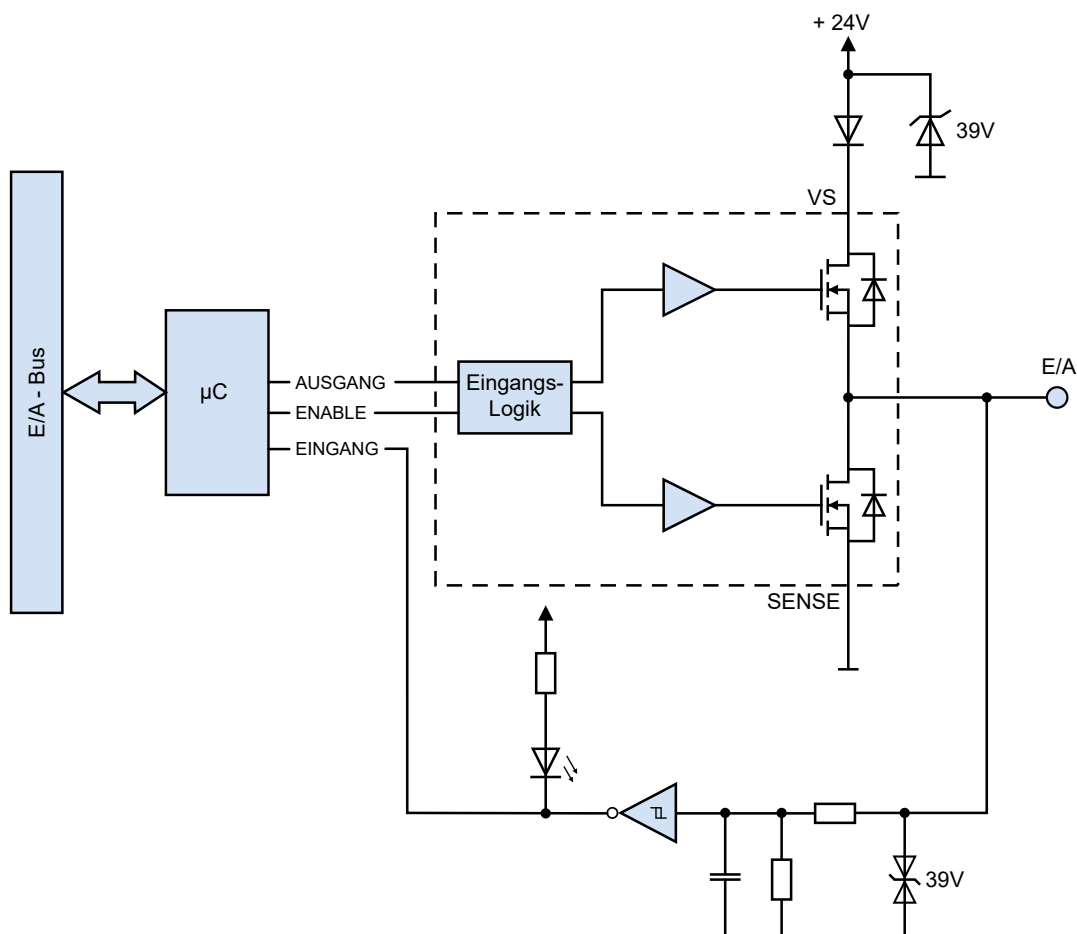 + 24V
39V
VS
E/A - Bus
µC
AUSGANG
ENABLE
EINGANG
Eingangs-
Logik
E/A
SENSE
39V